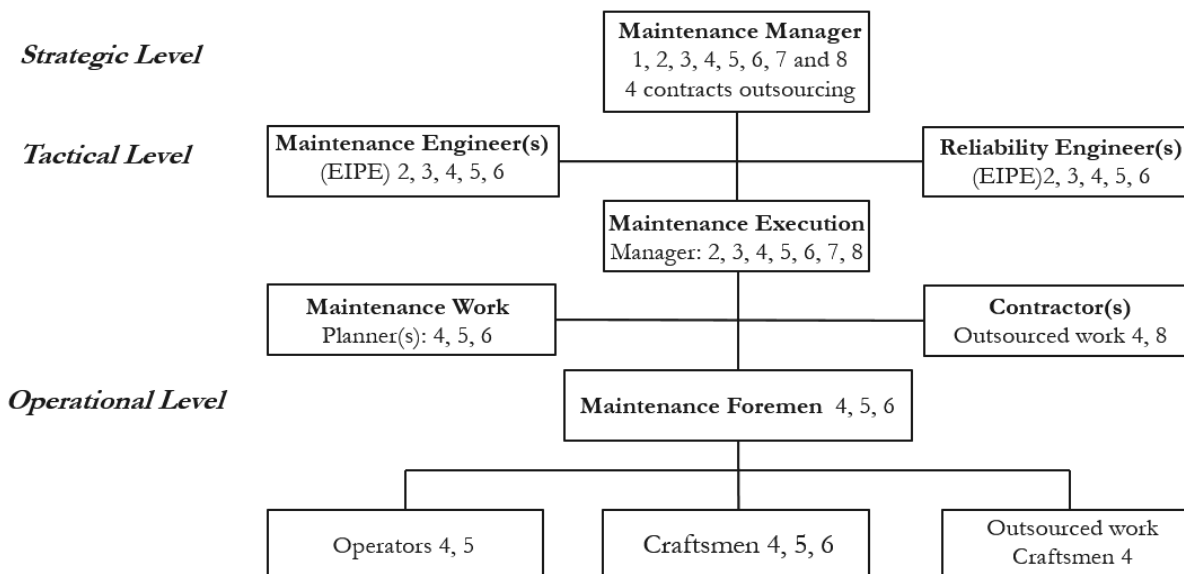 Strategic Level
Maintenance Manager
1, 2, 3, 4, 5, 6, 7 and 8
4 contracts outsourcing
Tactical Level
Maintenance Engineer(s)
(EIPE) 2, 3, 4, 5, 6
Reliability Engineer(s)
(EIPE)2, 3, 4, 5, 6
Maintenance Execution
Manager: 2, 3, 4, 5, 6, 7, 8
Maintenance Work
Planner(s): 4, 5, 6
Contractor(s)
Outsourced work 4, 8
Operational Level
Maintenance Foremen 4, 5, 6
Operators 4, 5
Craftsmen 4, 5, 6
Outsourced work
Craftsmen 4